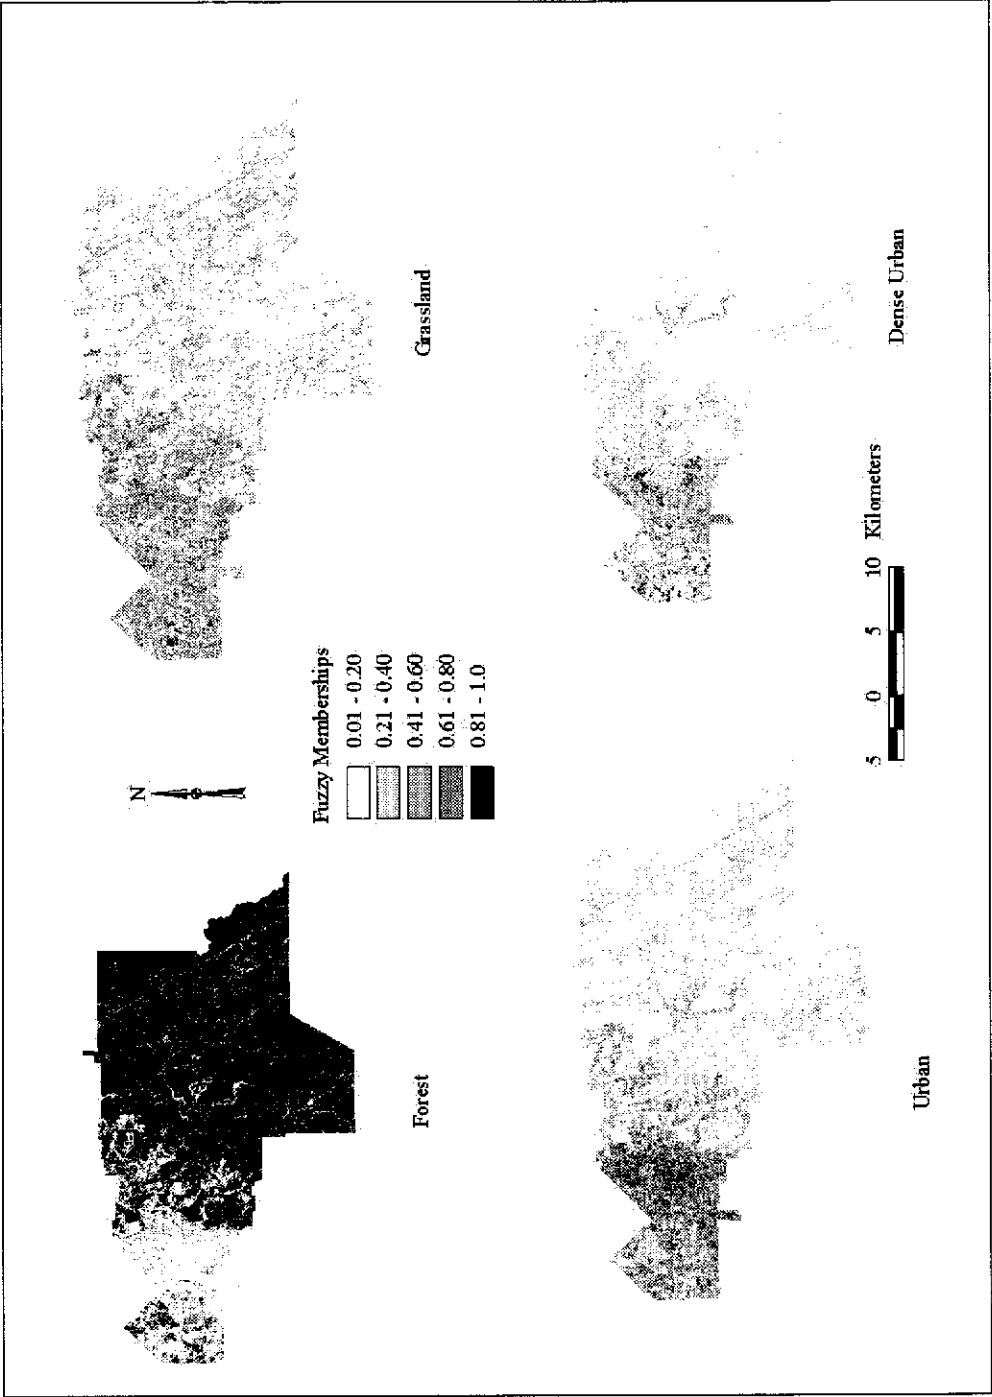 N
Forest
Grassland
Fuzzy Memberships
0.01 - 0.20
0.21 - 0.40
0.41 - 0.60
0.61 - 0.80
0.81 - 1.0
Urban
Dense Urban
5 0 5 10 Kilometers